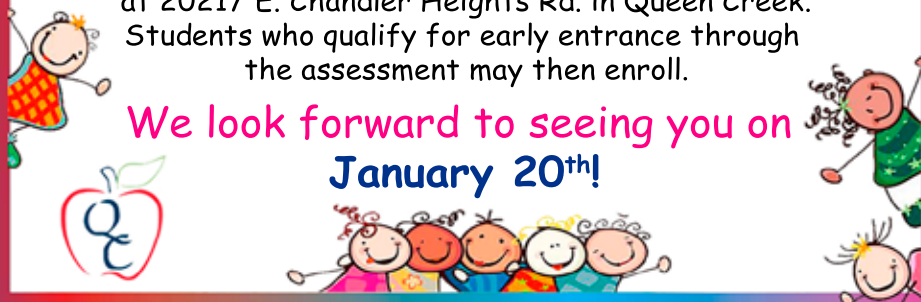 at 20217 E. Chandler Heights Rd. in Queen Creek.
Students who qualify for early entrance through
the assessment may then enroll.
We look forward to seeing you on
January 20th!
QC